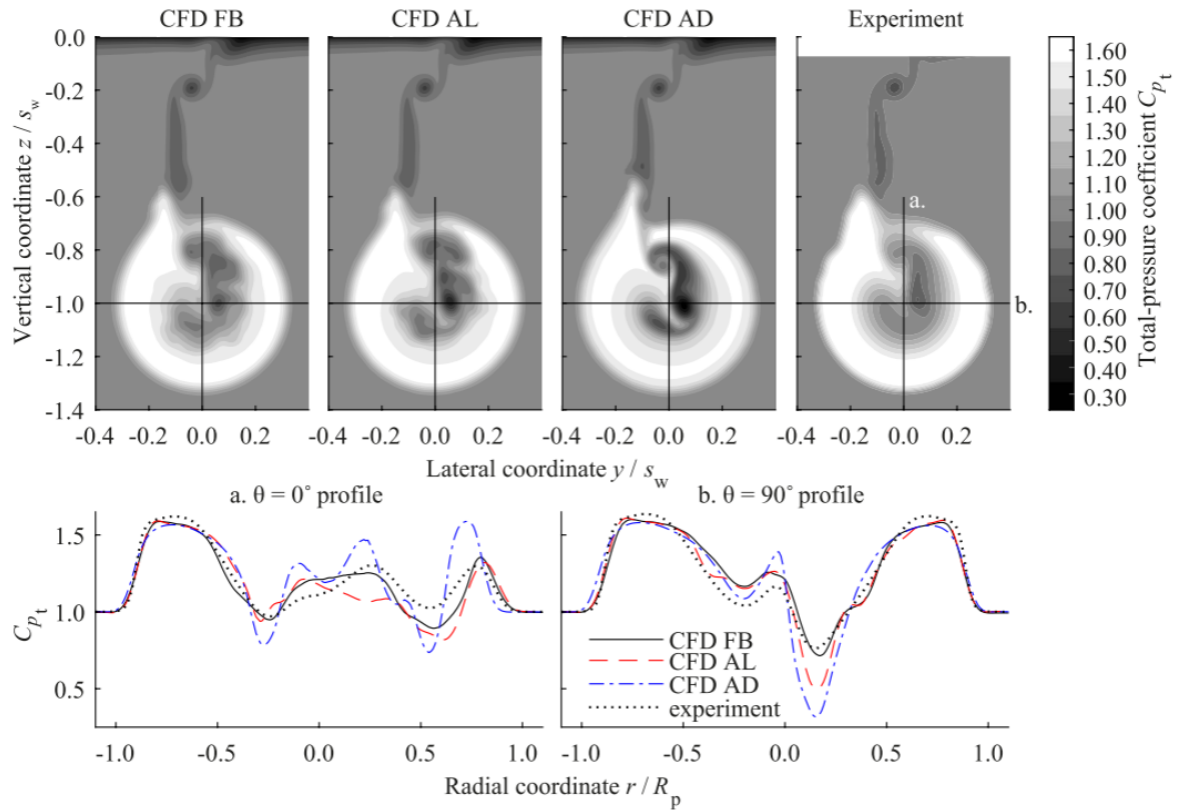 CFD FB CFD AL CFD AD Experiment
0.0
-0.2
-0.4
-0.6
-0.8
-1.0
-1.2
-1.4
Vertical coordinate z / s_w
a.
b.
-0.4 -0.2 0.0 0.2 -0.4 -0.2 0.0 0.2 -0.4 -0.2 0.0 0.2 -0.4 -0.2 0.0 0.2
Lateral coordinate y / s_w
1.60
1.50
1.40
1.30
1.20
1.10
1.00
0.90
0.80
0.70
0.60
0.50
0.40
0.30
Total-pressure coefficient C_{p_t}
a. θ = 0° profile b. θ = 90° profile
1.5
1.0
0.5
C_{p_t}
CFD FB
CFD AL
CFD AD
experiment
-1.0 -0.5 0.0 0.5 1.0 -1.0 -0.5 0.0 0.5 1.0
Radial coordinate r / R_p